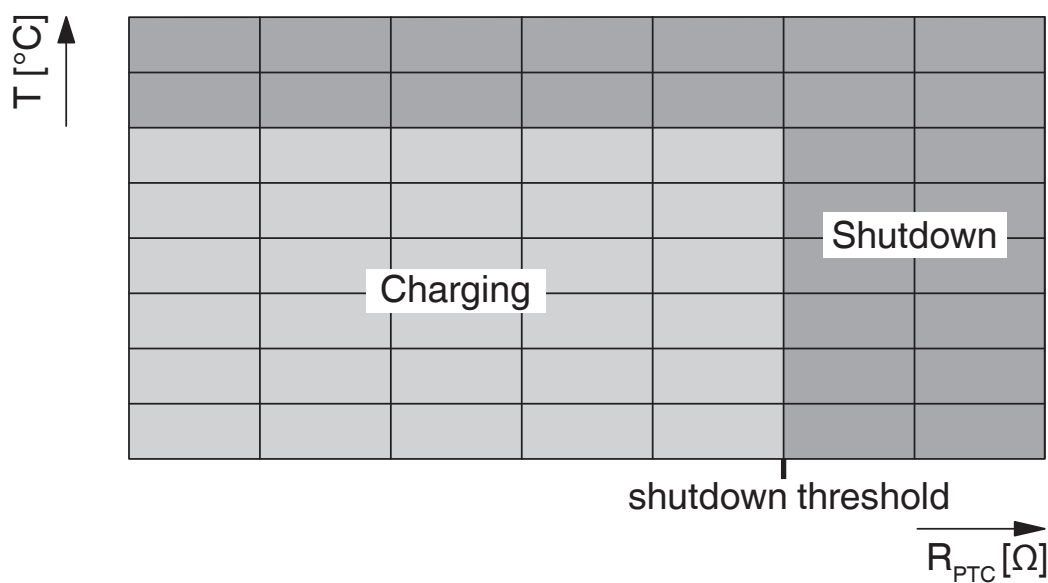 T [°C]
Shutdown
Charging
shutdown threshold
R_PTC [Ω]